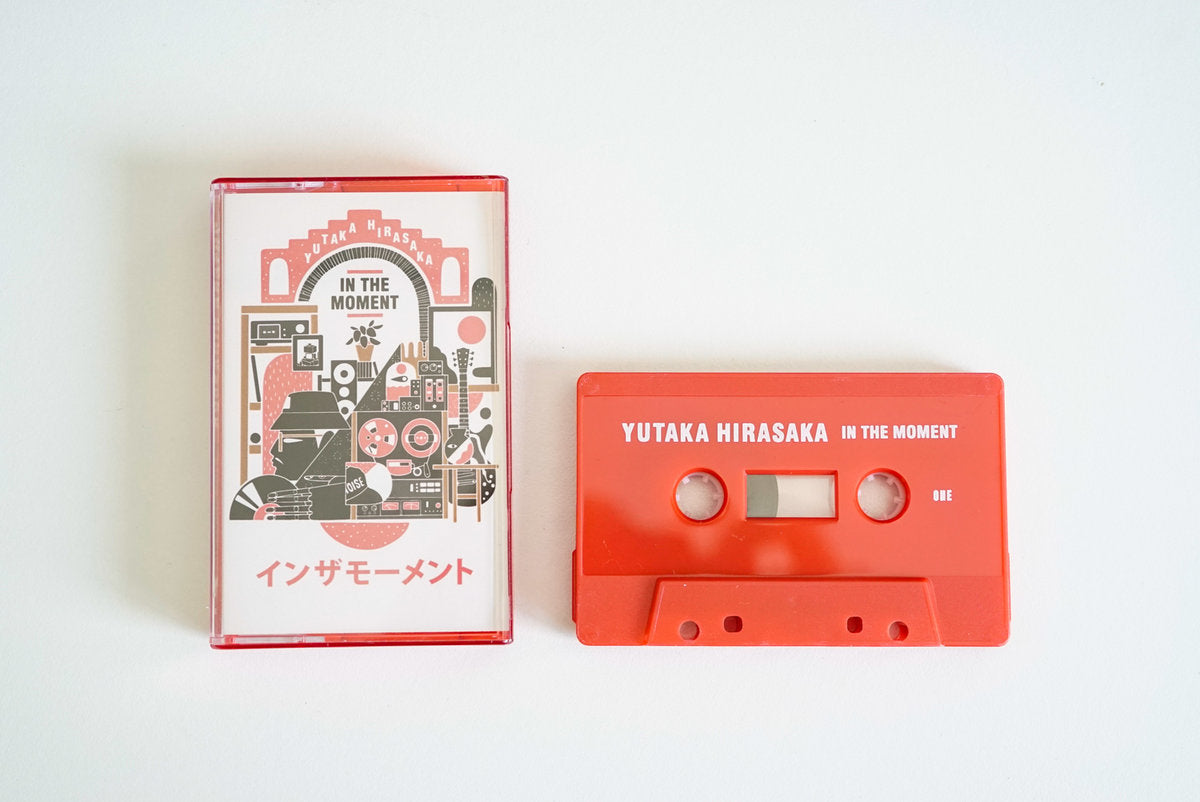 YUTAKA HIRASAKA
IN THE
MOMENT
NOISE
インザモーメント
YUTAKA HIRASAKA IN THE MOMENT
ONE